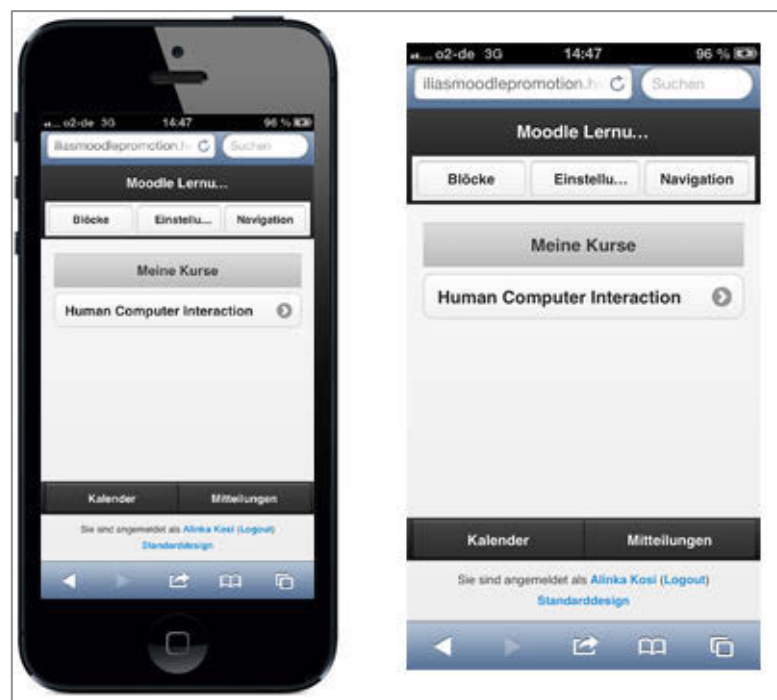 o2-de 3G 14:47 96 %
iliasmoodlepromotion.h Suchen
Moodle Lernu...
Blöcke Einstellu... Navigation
Meine Kurse
Human Computer Interaction
Kalender Mitteilungen
Sie sind angemeldet als Alinka Kosi (Logout)
Standarddesign
o2-de 3G 14:47 96 %
iliasmoodlepromotion.h Suchen
Moodle Lernu...
Blöcke Einstellu... Navigation
Meine Kurse
Human Computer Interaction
Kalender Mitteilungen
Sie sind angemeldet als Alinka Kosi (Logout)
Standarddesign